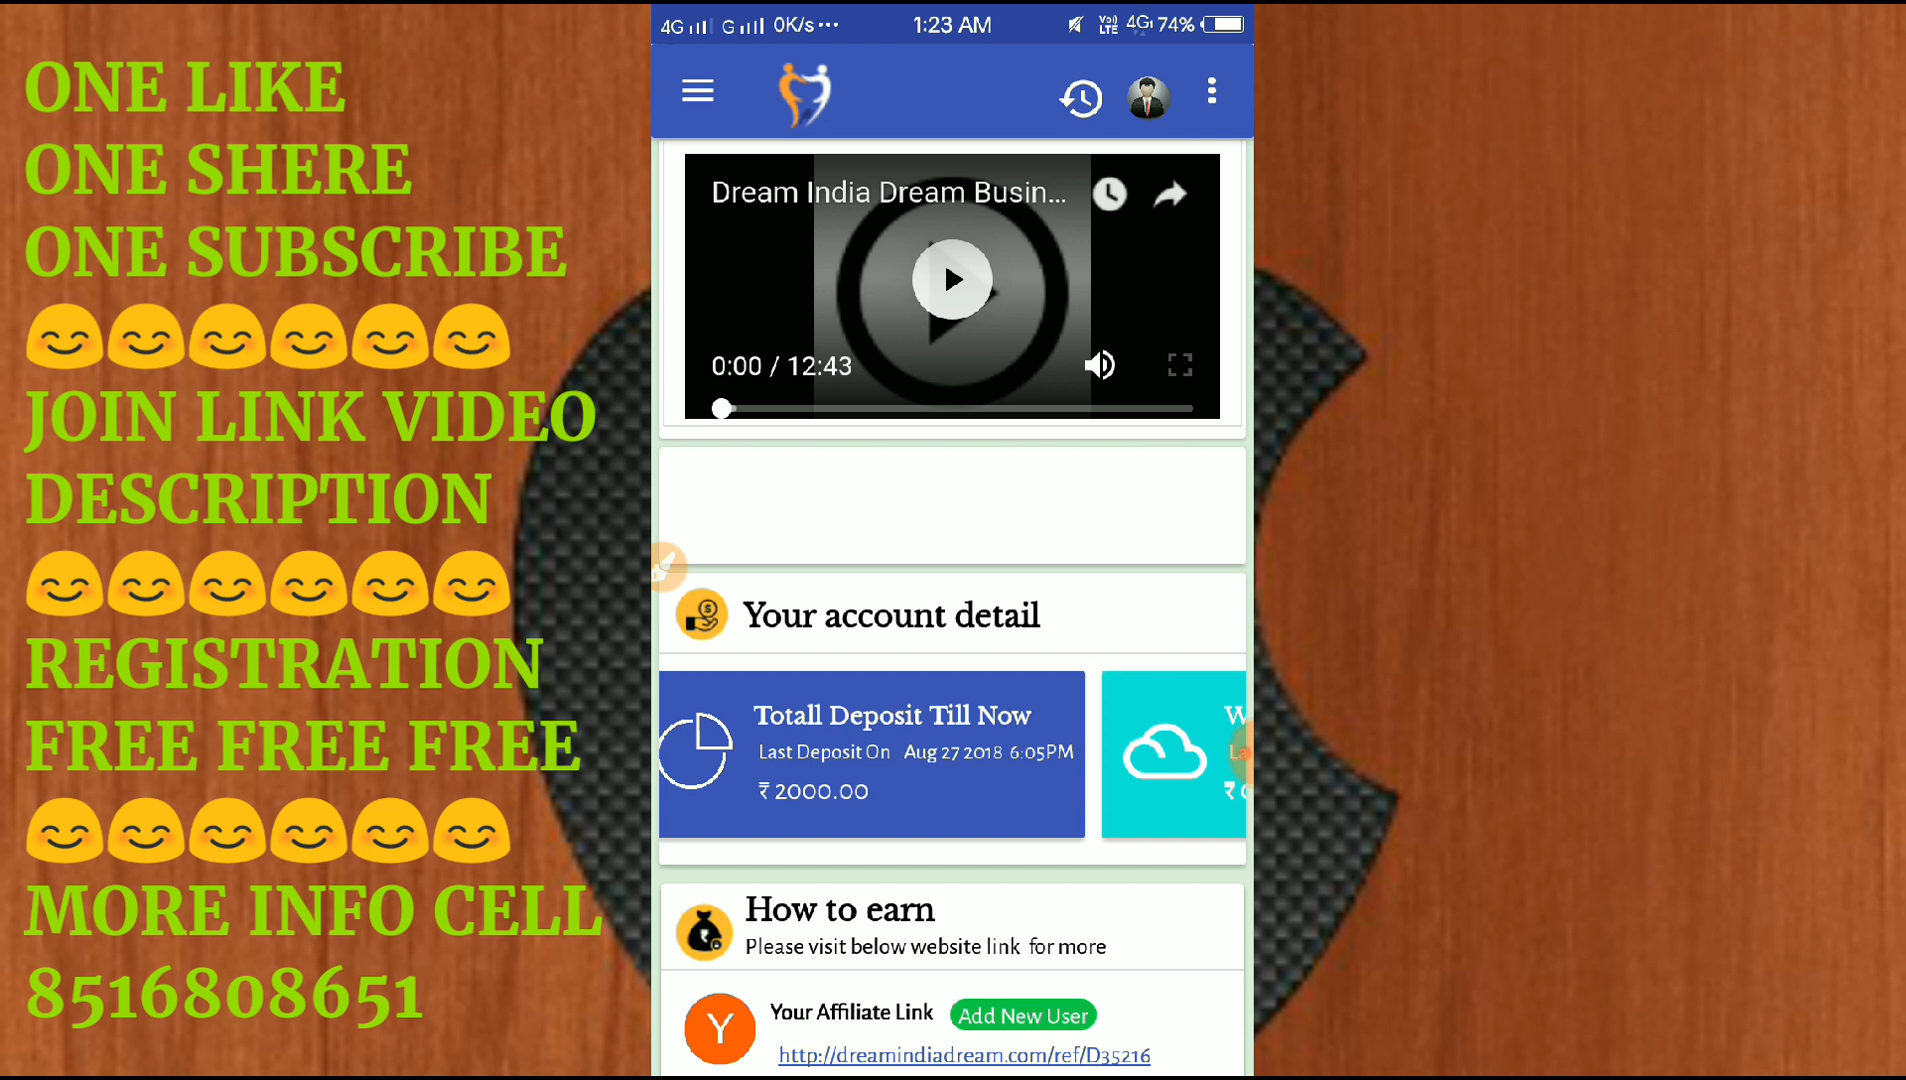 ONE LIKE
ONE SHERE
ONE SUBSCRIBE
JOIN LINK VIDEO
DESCRIPTION
REGISTRATION
FREE FREE FREE
MORE INFO CELL
8516808651
4G G 0K/s ••• 1:23 AM VoLTE 4G 74%
Dream India Dream Busin...
0:00 / 12:43
Your account detail
Totall Deposit Till Now
Last Deposit On Aug 27 2018 6:05PM
₹ 2000.00
How to earn
Please visit below website link for more
Y
Your Affiliate Link Add New User
http://dreamindiadream.com/ref/D35216